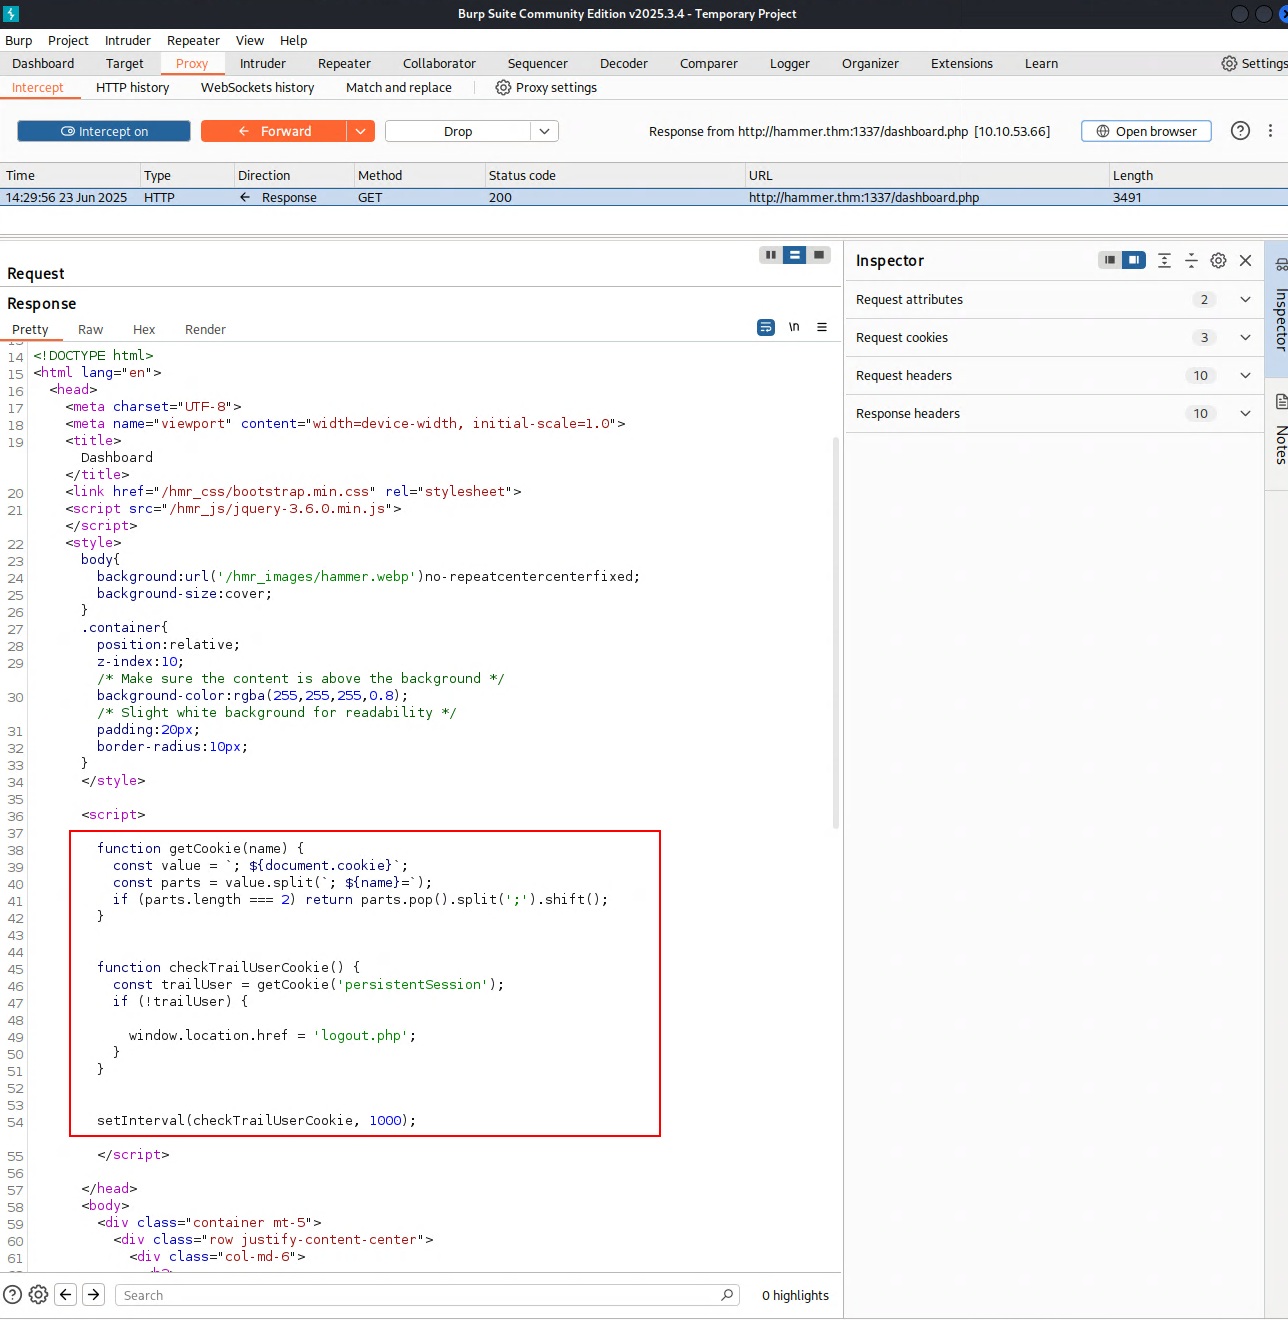 Burp Suite Community Edition v2025.3.4 - Temporary Project
Burp Project Intruder Repeater View Help
Dashboard Target Proxy Intruder Repeater Collaborator Sequencer Decoder Comparer Logger Organizer Extensions Learn Settings
Intercept HTTP history WebSockets history Match and replace Proxy settings
Intercept on Forward Drop Response from http://hammer.thm:1337/dashboard.php [10.10.53.66] Open browser
Time Type Direction Method Status code URL Length
14:29:56 23 Jun 2025 HTTP Response GET 200 http://hammer.thm:1337/dashboard.php 3491
Request
Response
Pretty Raw Hex Render \n
14 <!DOCTYPE html>
15 <html lang="en">
16 <head>
17 <meta charset="UTF-8">
18 <meta name="viewport" content="width=device-width, initial-scale=1.0">
19 <title>
Dashboard
</title>
20 <link href="/hmr_css/bootstrap.min.css" rel="stylesheet">
21 <script src="/hmr_js/jquery-3.6.0.min.js">
</script>
22 <style>
23 body{
24 background:url('/hmr_images/hammer.webp')no-repeatcentercenterfixed;
25 background-size:cover;
26 }
27 .container{
28 position:relative;
29 z-index:10;
/* Make sure the content is above the background */
30 background-color:rgba(255,255,255,0.8);
/* Slight white background for readability */
31 padding:20px;
32 border-radius:10px;
33 }
34 </style>
35
36 <script>
37
38 function getCookie(name) {
39 const value = `; ${document.cookie}`;
40 const parts = value.split(`; ${name}=`);
41 if (parts.length === 2) return parts.pop().split(';').shift();
42 }
43
44
45 function checkTrailUserCookie() {
46 const trailUser = getCookie('persistentSession');
47 if (!trailUser) {
48
49 window.location.href = 'logout.php';
50 }
51 }
52
53
54 setInterval(checkTrailUserCookie, 1000);
55 </script>
56
57 </head>
58 <body>
59 <div class="container mt-5">
60 <div class="row justify-content-center">
61 <div class="col-md-6">
Search 0 highlights
Inspector
Request attributes 2
Request cookies 3
Request headers 10
Response headers 10
Inspector
Notes